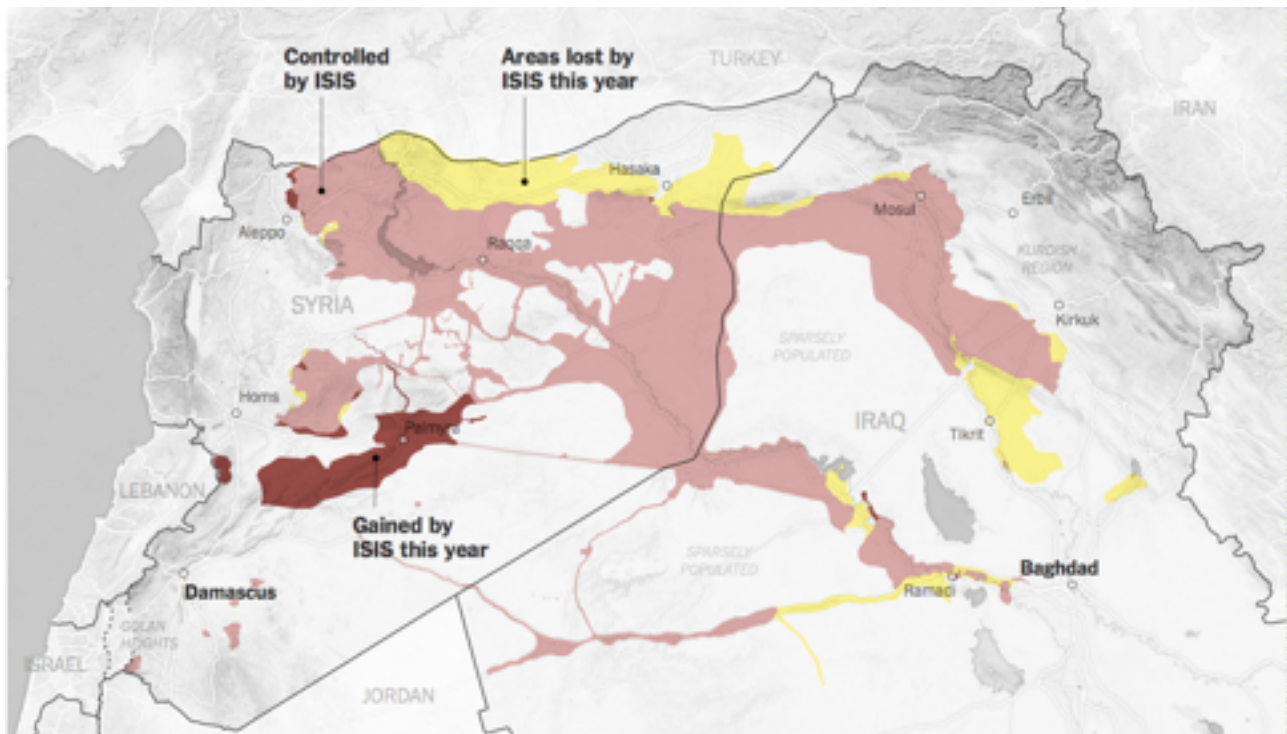 Controlled
by ISIS
Areas lost by
ISIS this year
TURKEY
IRAN
Hasaka
Mosul
Erbil
Aleppo
Raqqa
KURDISH
REGION
SYRIA
Kirkuk
SPARSELY
POPULATED
Homs
Palmyra
IRAQ
Tikrit
LEBANON
Gained by
ISIS this year
SPARSELY
POPULATED
Baghdad
Damascus
Ramadi
GOLAN
HEIGHTS
ISRAEL
JORDAN